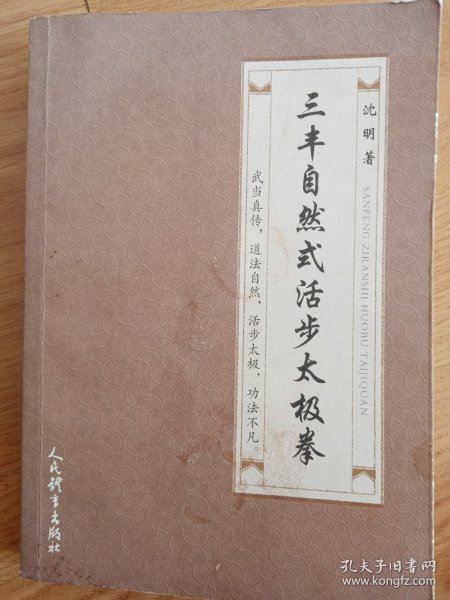 沈明著
三丰自然式活步太极拳
SANFENG ZIRANSHI HUOBU TAIJIQUAN
武当真传，道法自然，活步太极，功法不凡。
人民体育出版社
孔夫子旧书网
www.kongfz.com